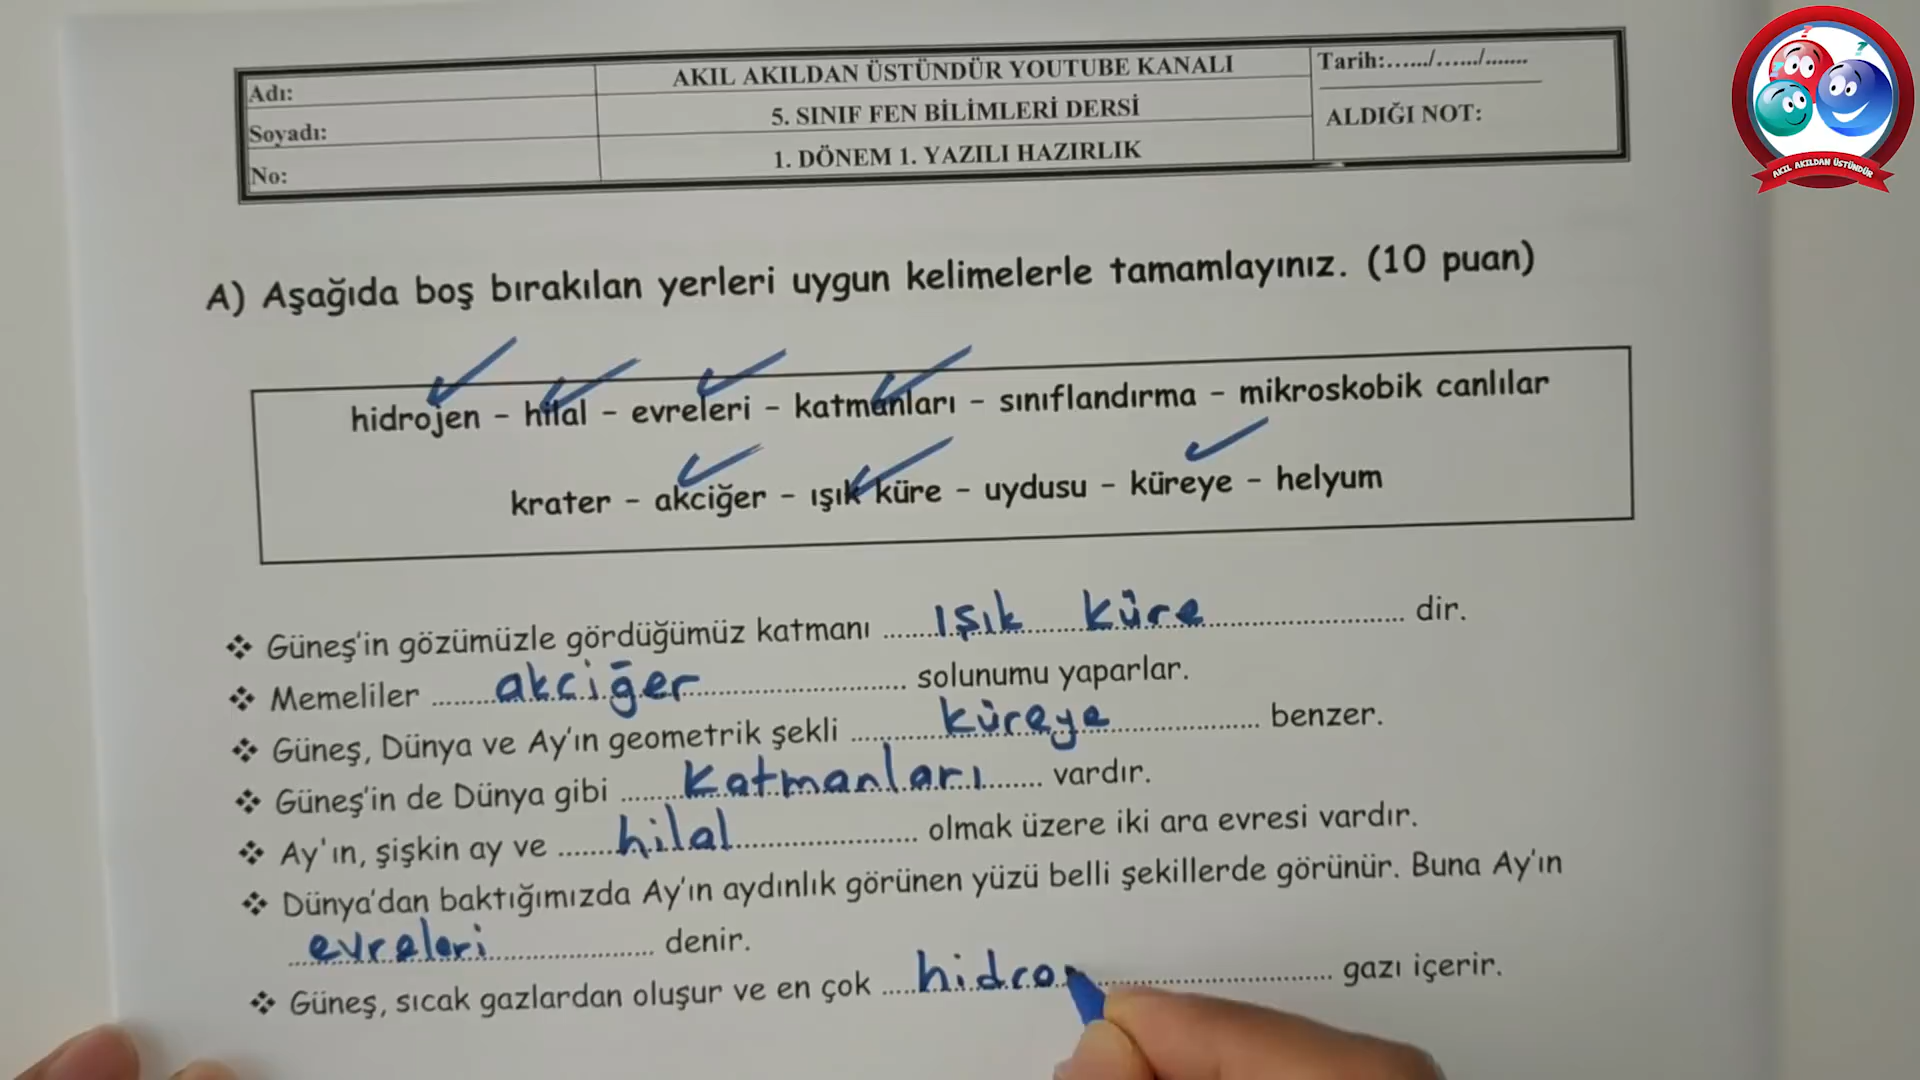 Adı:
Soyadı:
No:
AKIL AKILDAN ÜSTÜNDÜR YOUTUBE KANALI
5. SINIF FEN BİLİMLERİ DERSİ
1. DÖNEM 1. YAZILI HAZIRLIK
Tarih:....../....../.......
ALDIĞI NOT:
AKIL AKILDAN ÜSTÜNDÜR
A) Aşağıda boş bırakılan yerleri uygun kelimelerle tamamlayınız. (10 puan)
hidrojen - hilal - evreleri - katmanları - sınıflandırma - mikroskobik canlılar
krater - akciğer - ışık küre - uydusu - küreye - helyum
❖ Güneş'in gözümüzle gördüğümüz katmanı ışık küre dir.
❖ Memeliler akciğer solunumu yaparlar.
❖ Güneş, Dünya ve Ay'ın geometrik şekli küreye benzer.
❖ Güneş'in de Dünya gibi katmanları vardır.
❖ Ay'ın, şişkin ay ve hilal olmak üzere iki ara evresi vardır.
❖ Dünya'dan baktığımızda Ay'ın aydınlık görünen yüzü belli şekillerde görünür. Buna Ay'ın
evreleri denir.
❖ Güneş, sıcak gazlardan oluşur ve en çok hidro gazı içerir.